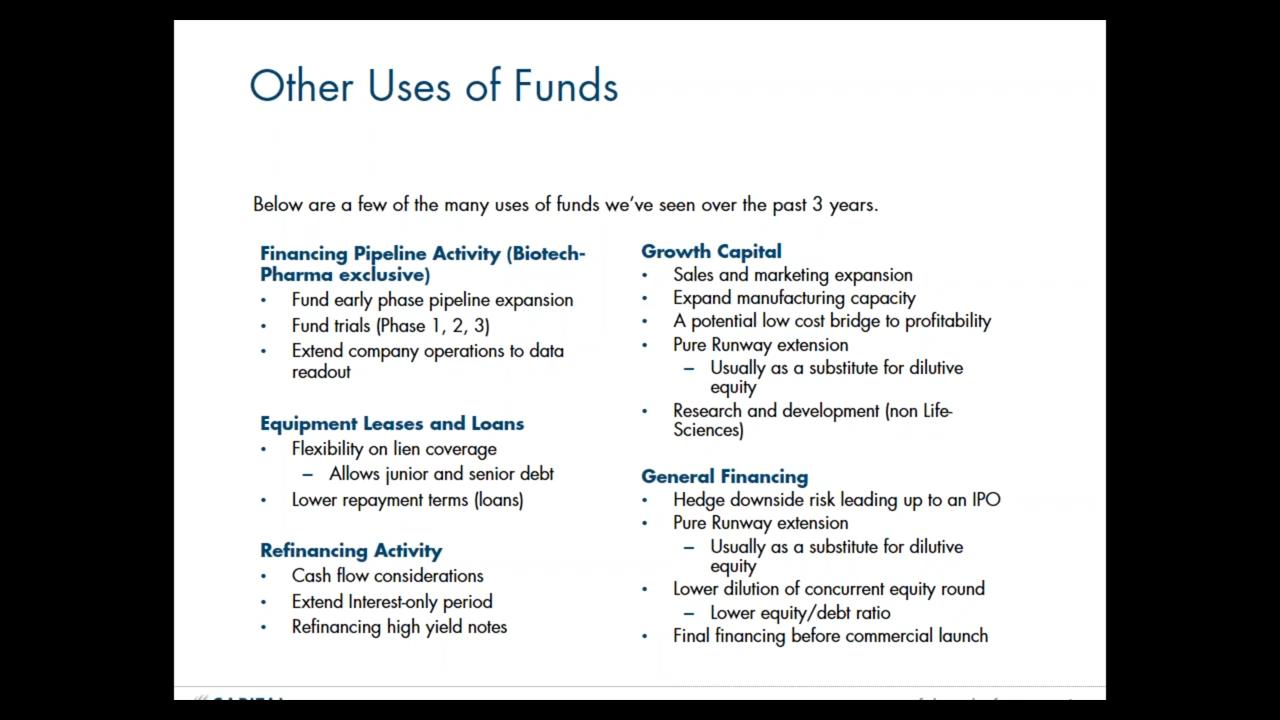 Other Uses of Funds
Below are a few of the many uses of funds we've seen over the past 3 years.
Financing Pipeline Activity (Biotech-
Pharma exclusive)
• Fund early phase pipeline expansion
• Fund trials (Phase 1, 2, 3)
• Extend company operations to data
readout
Equipment Leases and Loans
• Flexibility on lien coverage
– Allows junior and senior debt
• Lower repayment terms (loans)
Refinancing Activity
• Cash flow considerations
• Extend Interest-only period
• Refinancing high yield notes
Growth Capital
• Sales and marketing expansion
• Expand manufacturing capacity
• A potential low cost bridge to profitability
• Pure Runway extension
– Usually as a substitute for dilutive
equity
• Research and development (non Life-
Sciences)
General Financing
• Hedge downside risk leading up to an IPO
• Pure Runway extension
– Usually as a substitute for dilutive
equity
• Lower dilution of concurrent equity round
– Lower equity/debt ratio
• Final financing before commercial launch